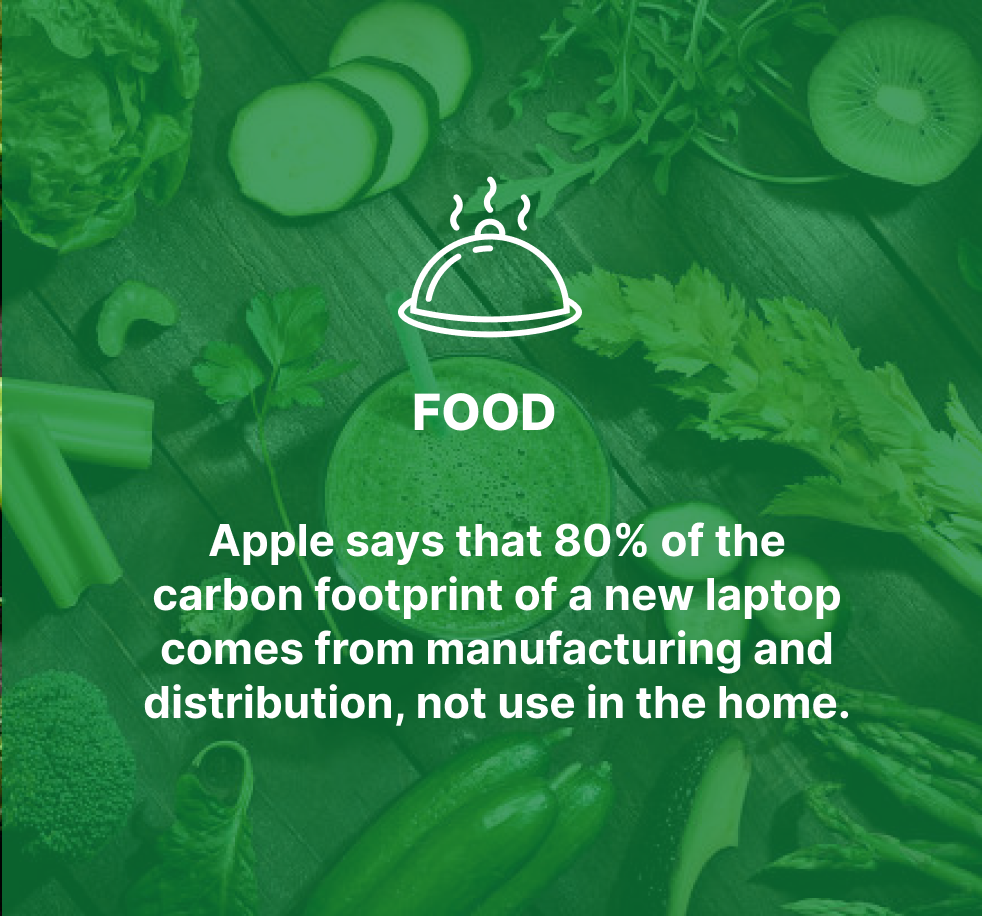 FOOD
Apple says that 80% of the
carbon footprint of a new laptop
comes from manufacturing and
distribution, not use in the home.